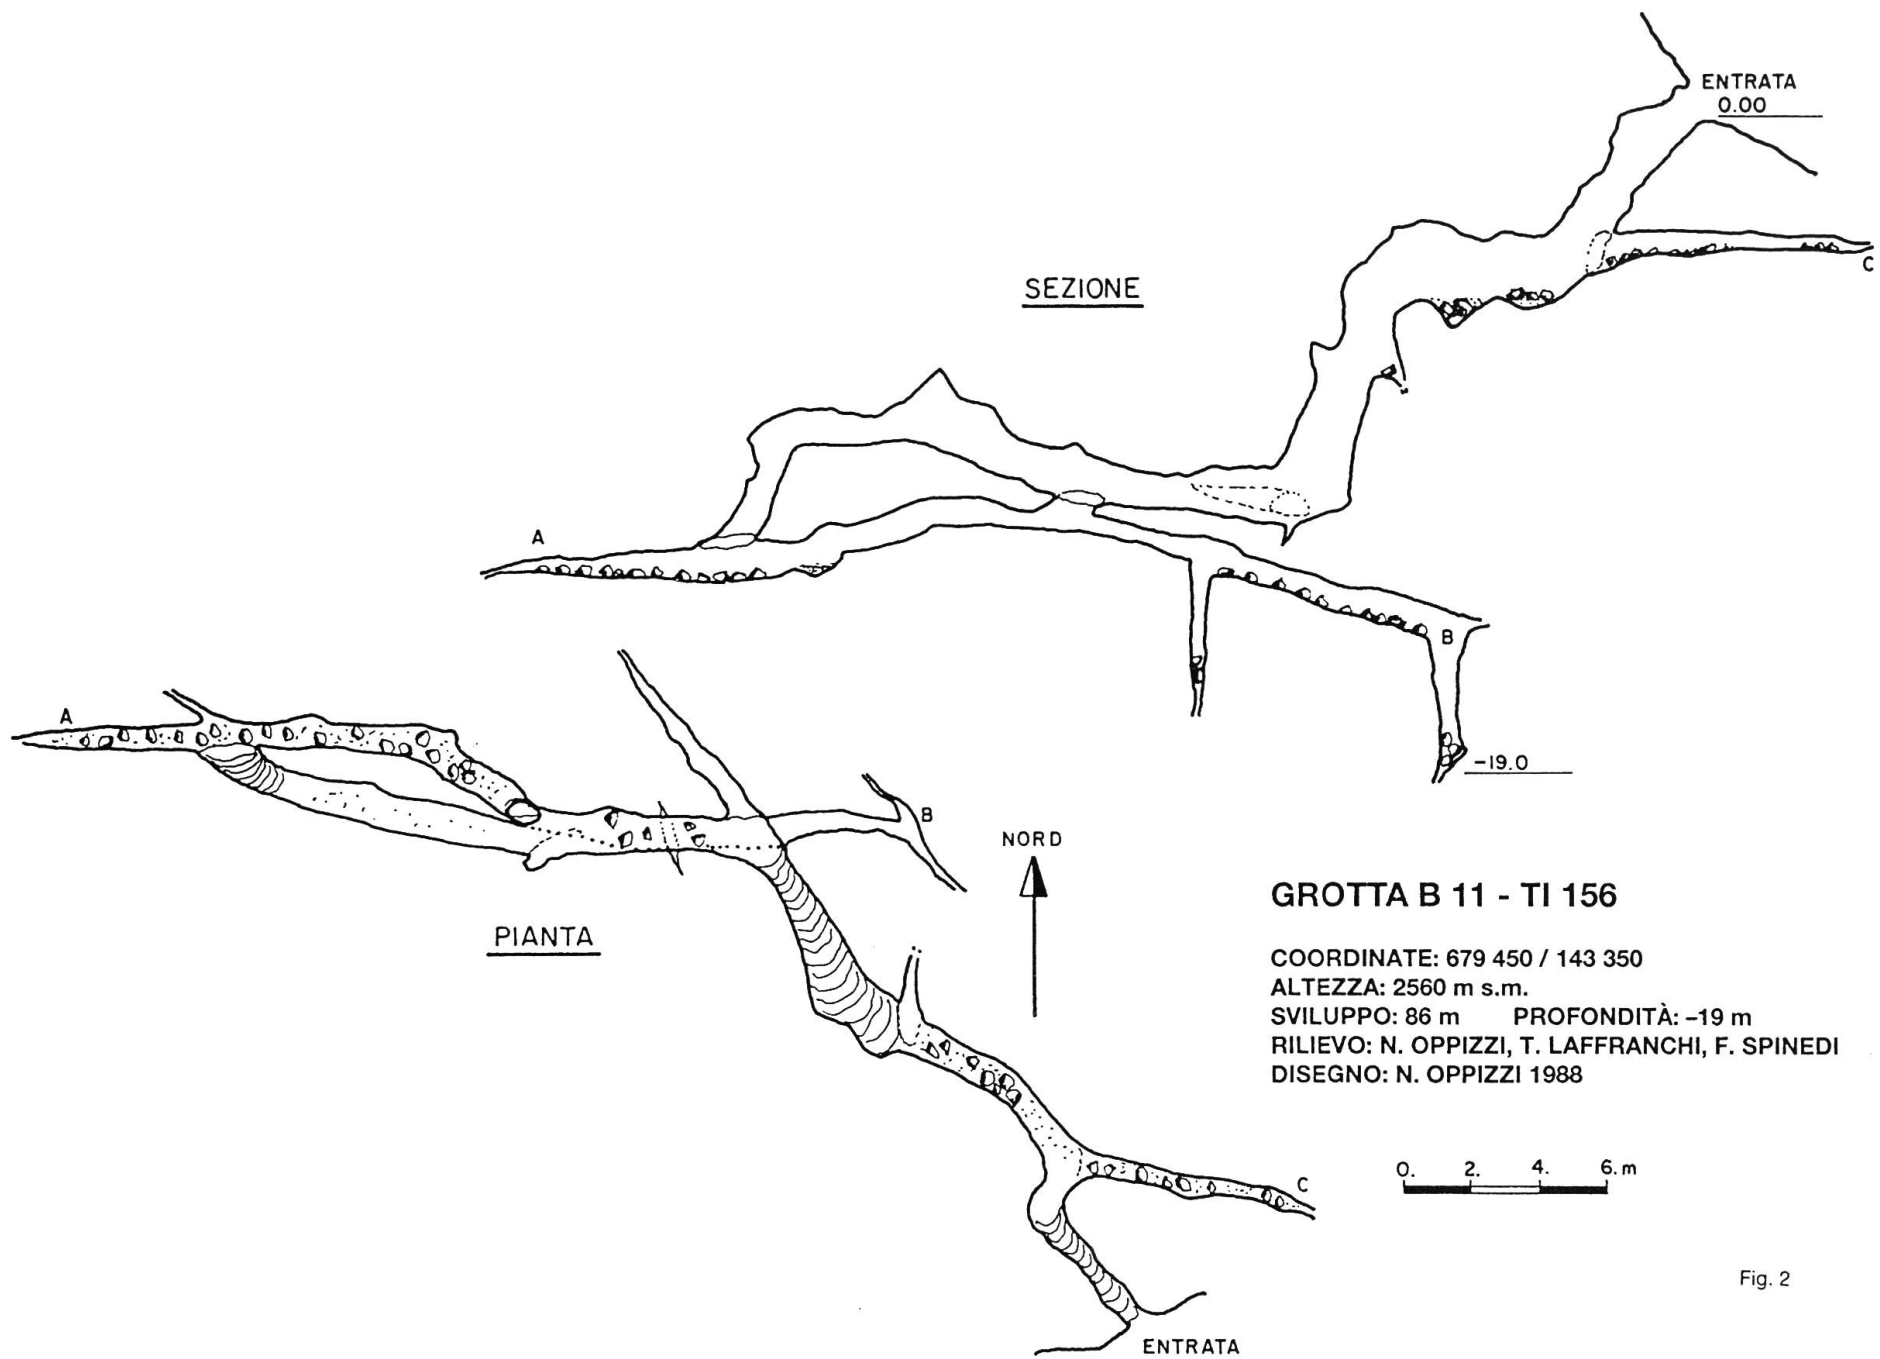 ENTRATA
0.00
SEZIONE
C
A
B
-19.0
A
B
NORD
PIANTA
C
ENTRATA
GROTTA B 11 - TI 156
COORDINATE: 679 450 / 143 350
ALTEZZA: 2560 m s.m.
SVILUPPO: 86 m PROFONDITÀ: –19 m
RILIEVO: N. OPPIZZI, T. LAFFRANCHI, F. SPINEDI
DISEGNO: N. OPPIZZI 1988
0. 2. 4. 6. m
Fig. 2